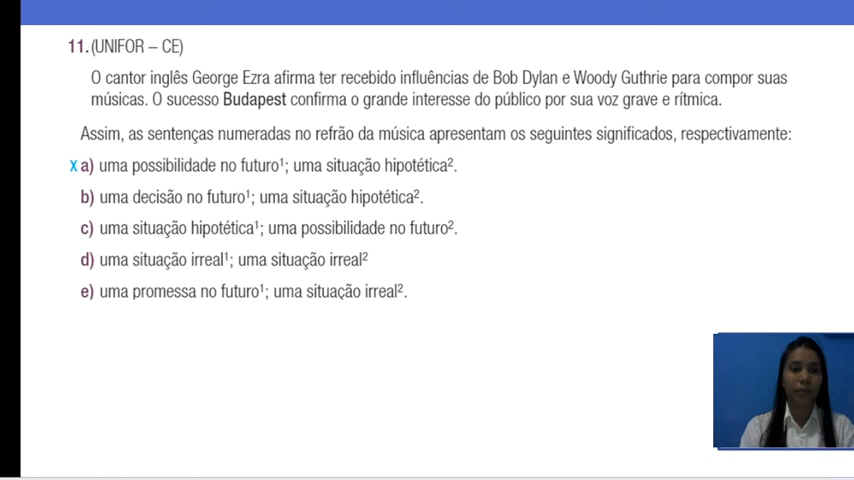 11. (UNIFOR – CE)
O cantor inglês George Ezra afirma ter recebido influências de Bob Dylan e Woody Guthrie para compor suas
músicas. O sucesso Budapest confirma o grande interesse do público por sua voz grave e rítmica.
Assim, as sentenças numeradas no refrão da música apresentam os seguintes significados, respectivamente:
X a) uma possibilidade no futuro¹; uma situação hipotética².
b) uma decisão no futuro¹; uma situação hipotética².
c) uma situação hipotética¹; uma possibilidade no futuro².
d) uma situação irreal¹; uma situação irreal²
e) uma promessa no futuro¹; uma situação irreal².